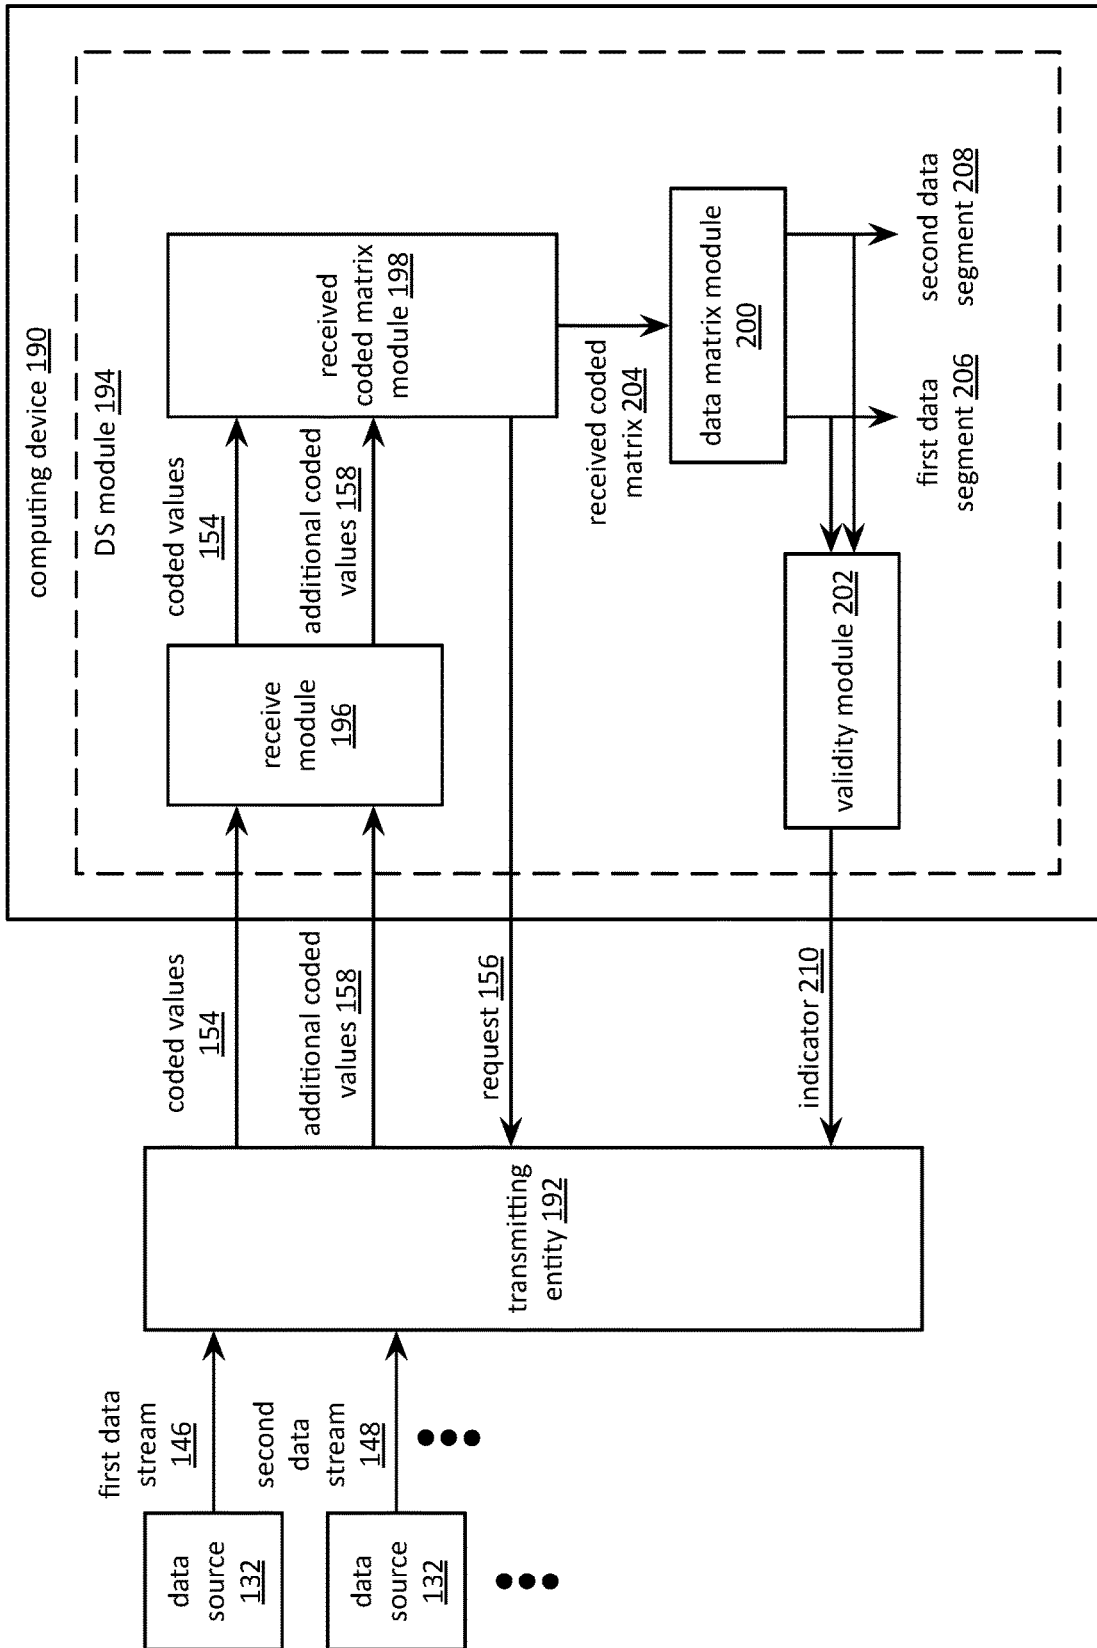 computing device 190
DS module 194
first data
stream
146
second
data
stream
148
data
source
132
data
source
132
transmitting
entity 192
coded values
154
additional coded
values 158
request 156
indicator 210
receive
module
196
coded values
154
additional coded
values 158
received
coded matrix
module 198
received coded
matrix 204
data matrix module
200
validity module 202
first data
segment 206
second data
segment 208